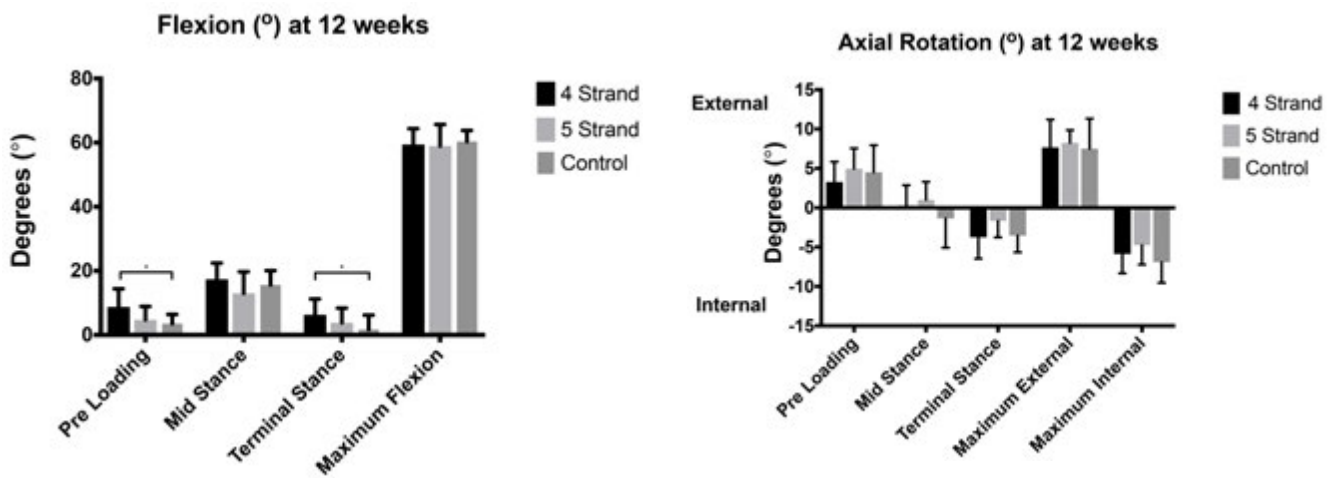 Flexion (º) at 12 weeks
Degrees (°)
80
60
40
20
0
4 Strand
5 Strand
Control
Pre Loading
Mid Stance
Terminal Stance
Maximum Flexion
Axial Rotation (º) at 12 weeks
External
Internal
Degrees (°)
15
10
5
0
-5
-10
-15
4 Strand
5 Strand
Control
Pre Loading
Mid Stance
Terminal Stance
Maximum External
Maximum Internal